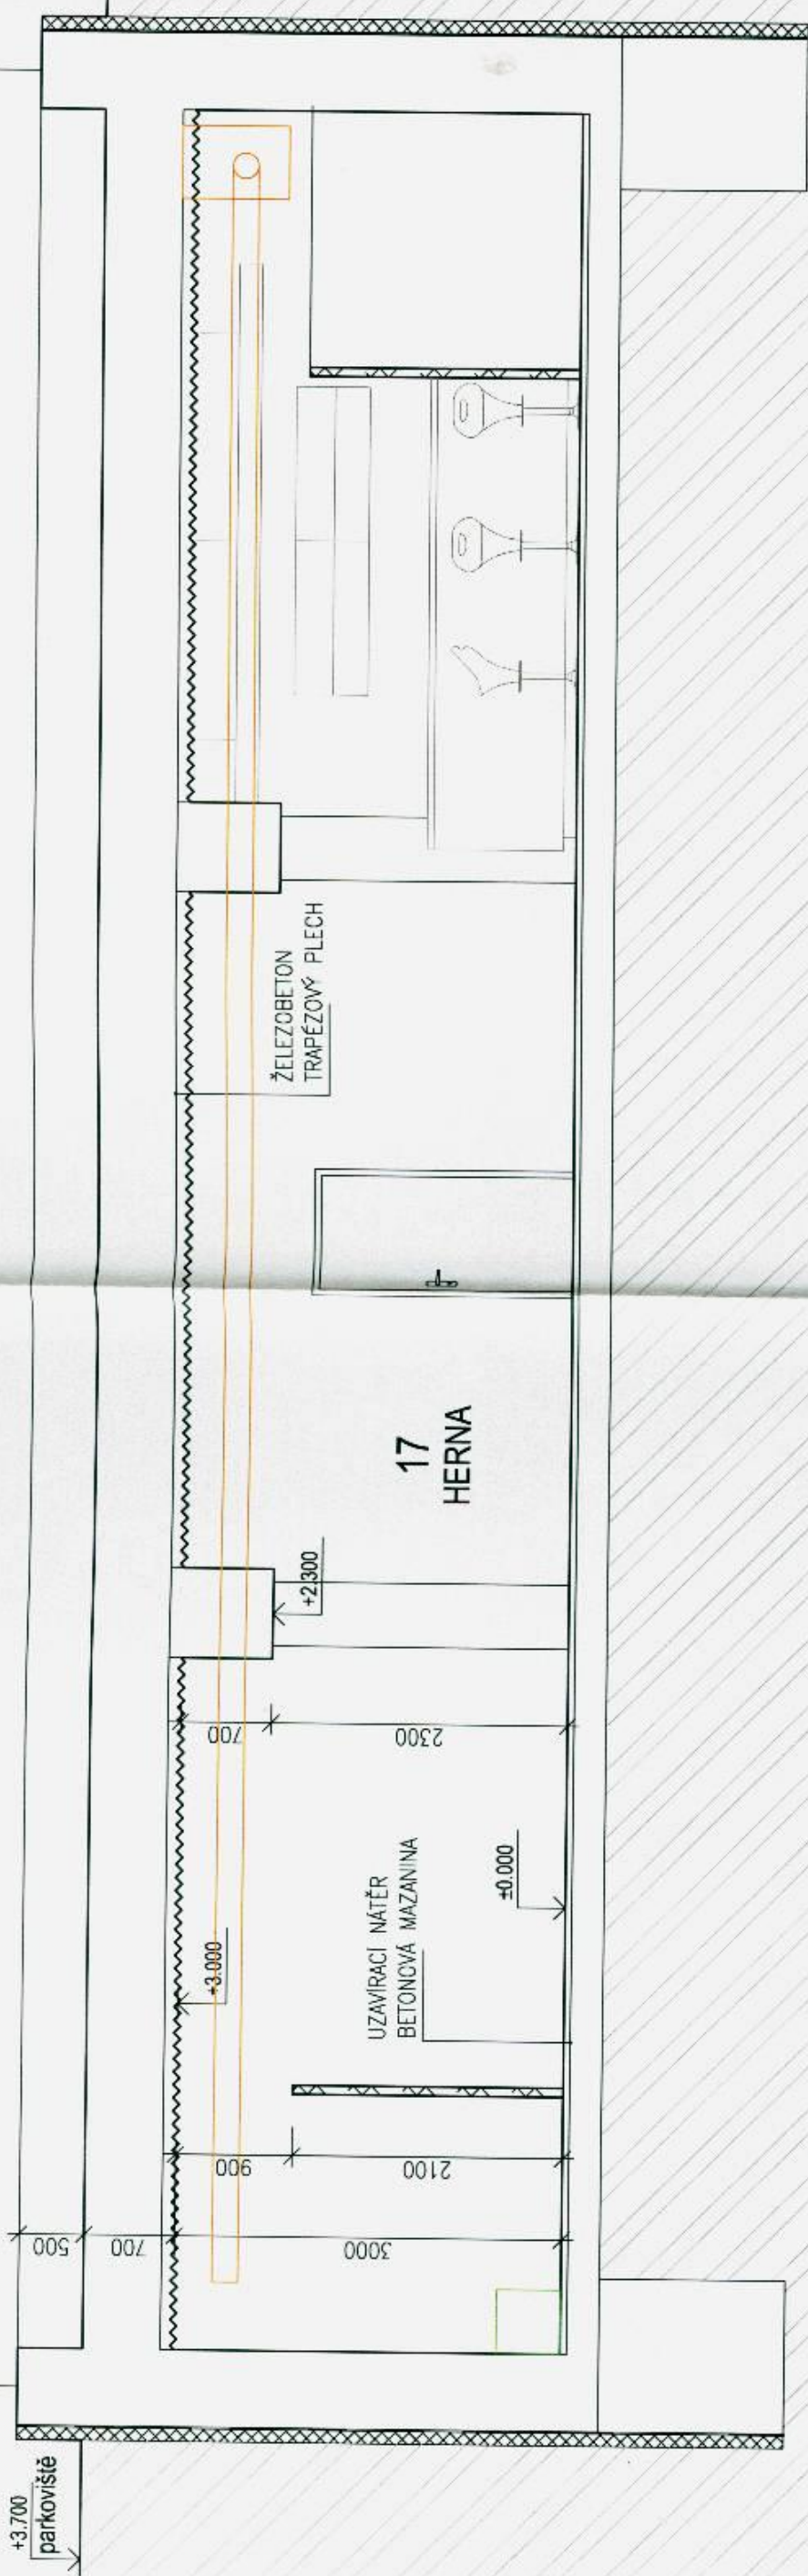 +3.700
parkoviště
500
700
3000
900
2100
+3.000
UZAVÍRACÍ NÁTĚR
BETONOVÁ MAZANINA
±0.000
700
2300
+2.300
17
HERNA
ŽELEZOBETON
TRAPÉZOVÝ PLECH